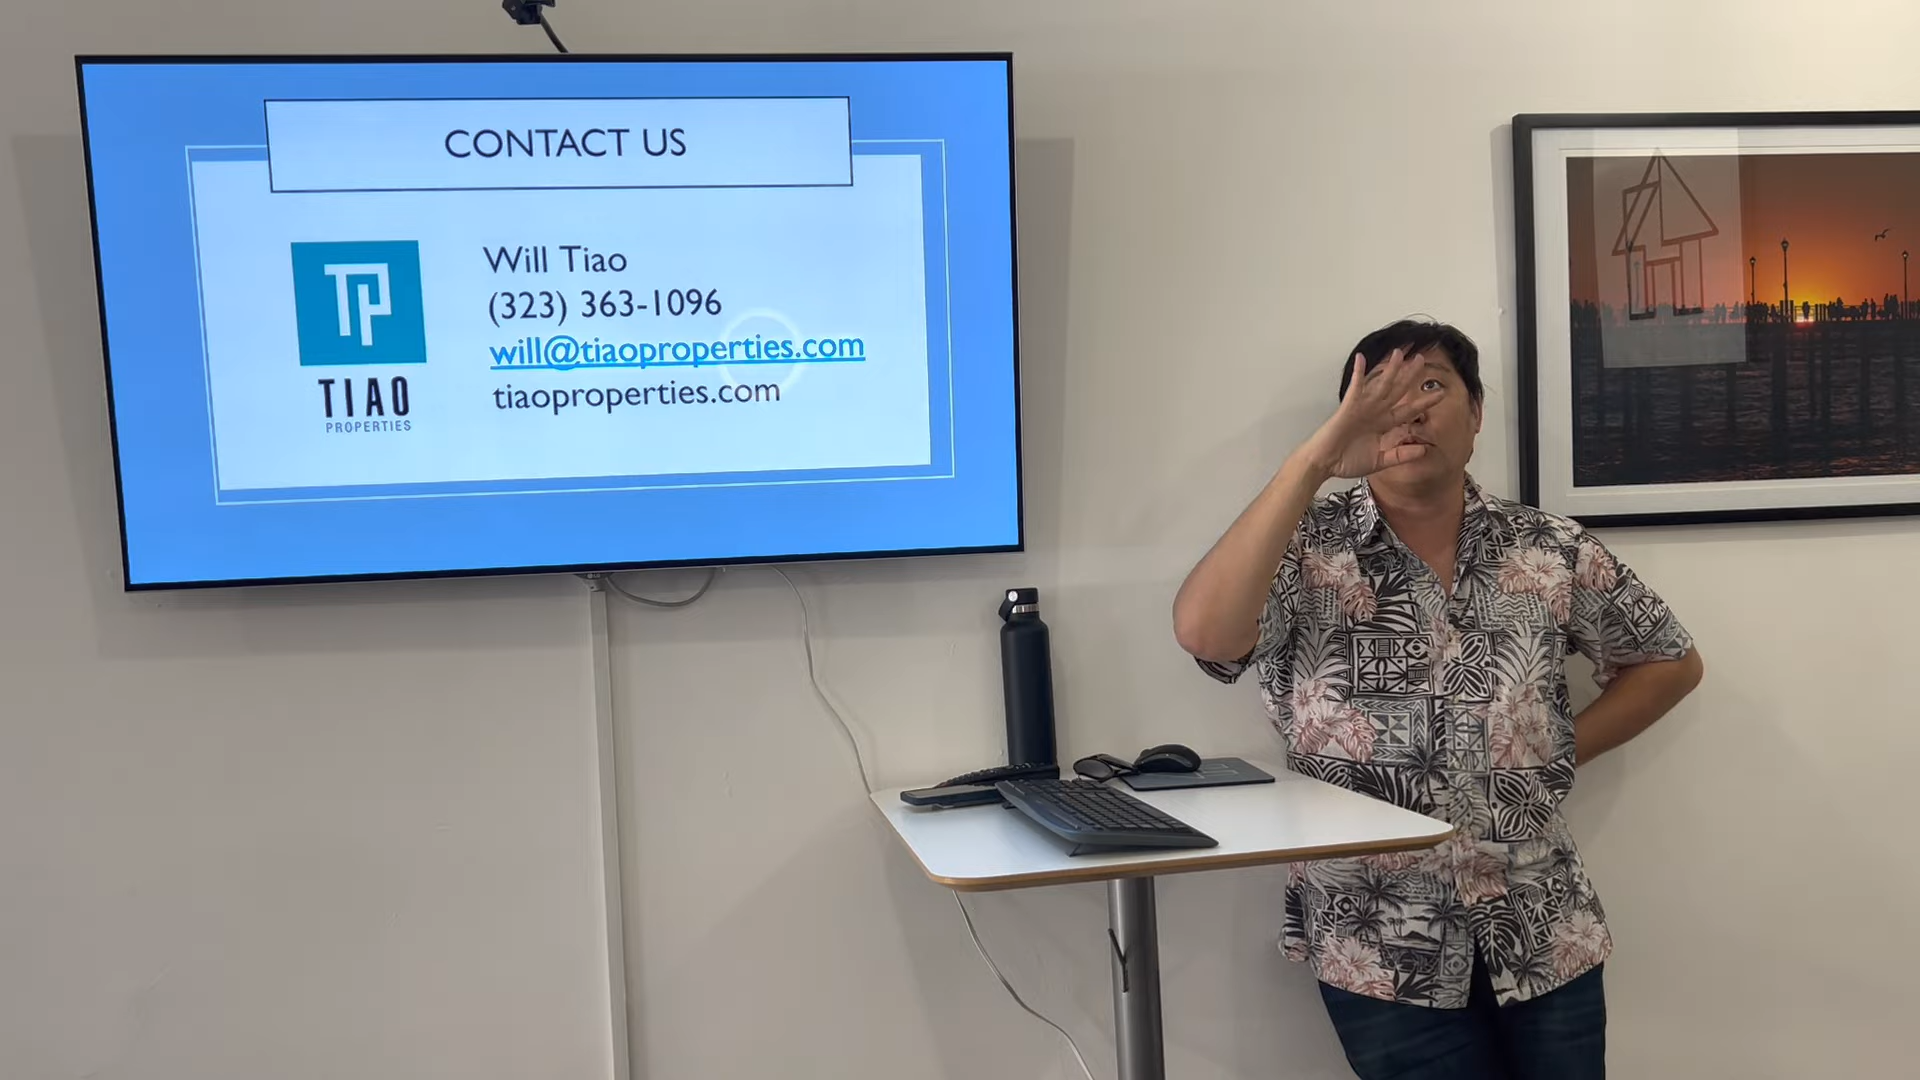 CONTACT US
Will Tiao
(323) 363-1096
will@tiaoproperties.com
tiaoproperties.com
TP
TIAO
PROPERTIES